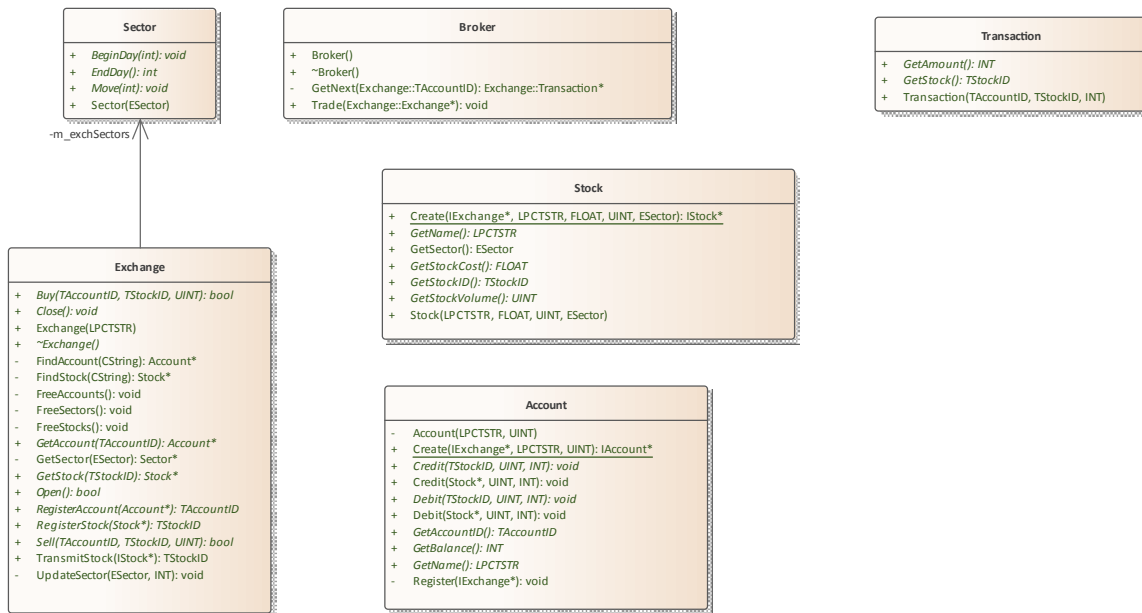 Sector
+ BeginDay(int): void
+ EndDay(): int
+ Move(int): void
+ Sector(ESector)
-m_exchSectors
Broker
+ Broker()
+ ~Broker()
- GetNext(Exchange::TAccountID): Exchange::Transaction*
+ Trade(Exchange::Exchange*): void
Transaction
+ GetAmount(): INT
+ GetStock(): TStockID
+ Transaction(TAccountID, TStockID, INT)
Stock
+ Create(IExchange*, LPCTSTR, FLOAT, UINT, ESector): IStock*
+ GetName(): LPCTSTR
+ GetSector(): ESector
+ GetStockCost(): FLOAT
+ GetStockID(): TStockID
+ GetStockVolume(): UINT
+ Stock(LPCTSTR, FLOAT, UINT, ESector)
Exchange
+ Buy(TAccountID, TStockID, UINT): bool
+ Close(): void
+ Exchange(LPCTSTR)
+ ~Exchange()
- FindAccount(CString): Account*
- FindStock(CString): Stock*
- FreeAccounts(): void
- FreeSectors(): void
- FreeStocks(): void
+ GetAccount(TAccountID): Account*
- GetSector(ESector): Sector*
+ GetStock(TStockID): Stock*
+ Open(): bool
+ RegisterAccount(Account*): TAccountID
+ RegisterStock(Stock*): TStockID
+ Sell(TAccountID, TStockID, UINT): bool
+ TransmitStock(IStock*): TStockID
- UpdateSector(ESector, INT): void
Account
- Account(LPCTSTR, UINT)
+ Create(IExchange*, LPCTSTR, UINT): IAccount*
+ Credit(TStockID, UINT, INT): void
+ Credit(Stock*, UINT, INT): void
+ Debit(TStockID, UINT, INT): void
+ Debit(Stock*, UINT, INT): void
+ GetAccountID(): TAccountID
+ GetBalance(): INT
+ GetName(): LPCTSTR
- Register(IExchange*): void